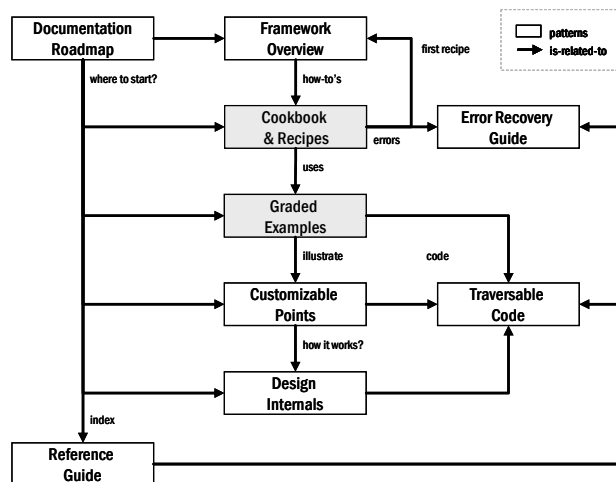 Documentation
Roadmap
Framework
Overview
first recipe
patterns
is-related-to
where to start?
how-to's
Cookbook
& Recipes
errors
Error Recovery
Guide
uses
Graded
Examples
illustrate
code
Customizable
Points
Traversable
Code
how it works?
Design
Internals
index
Reference
Guide